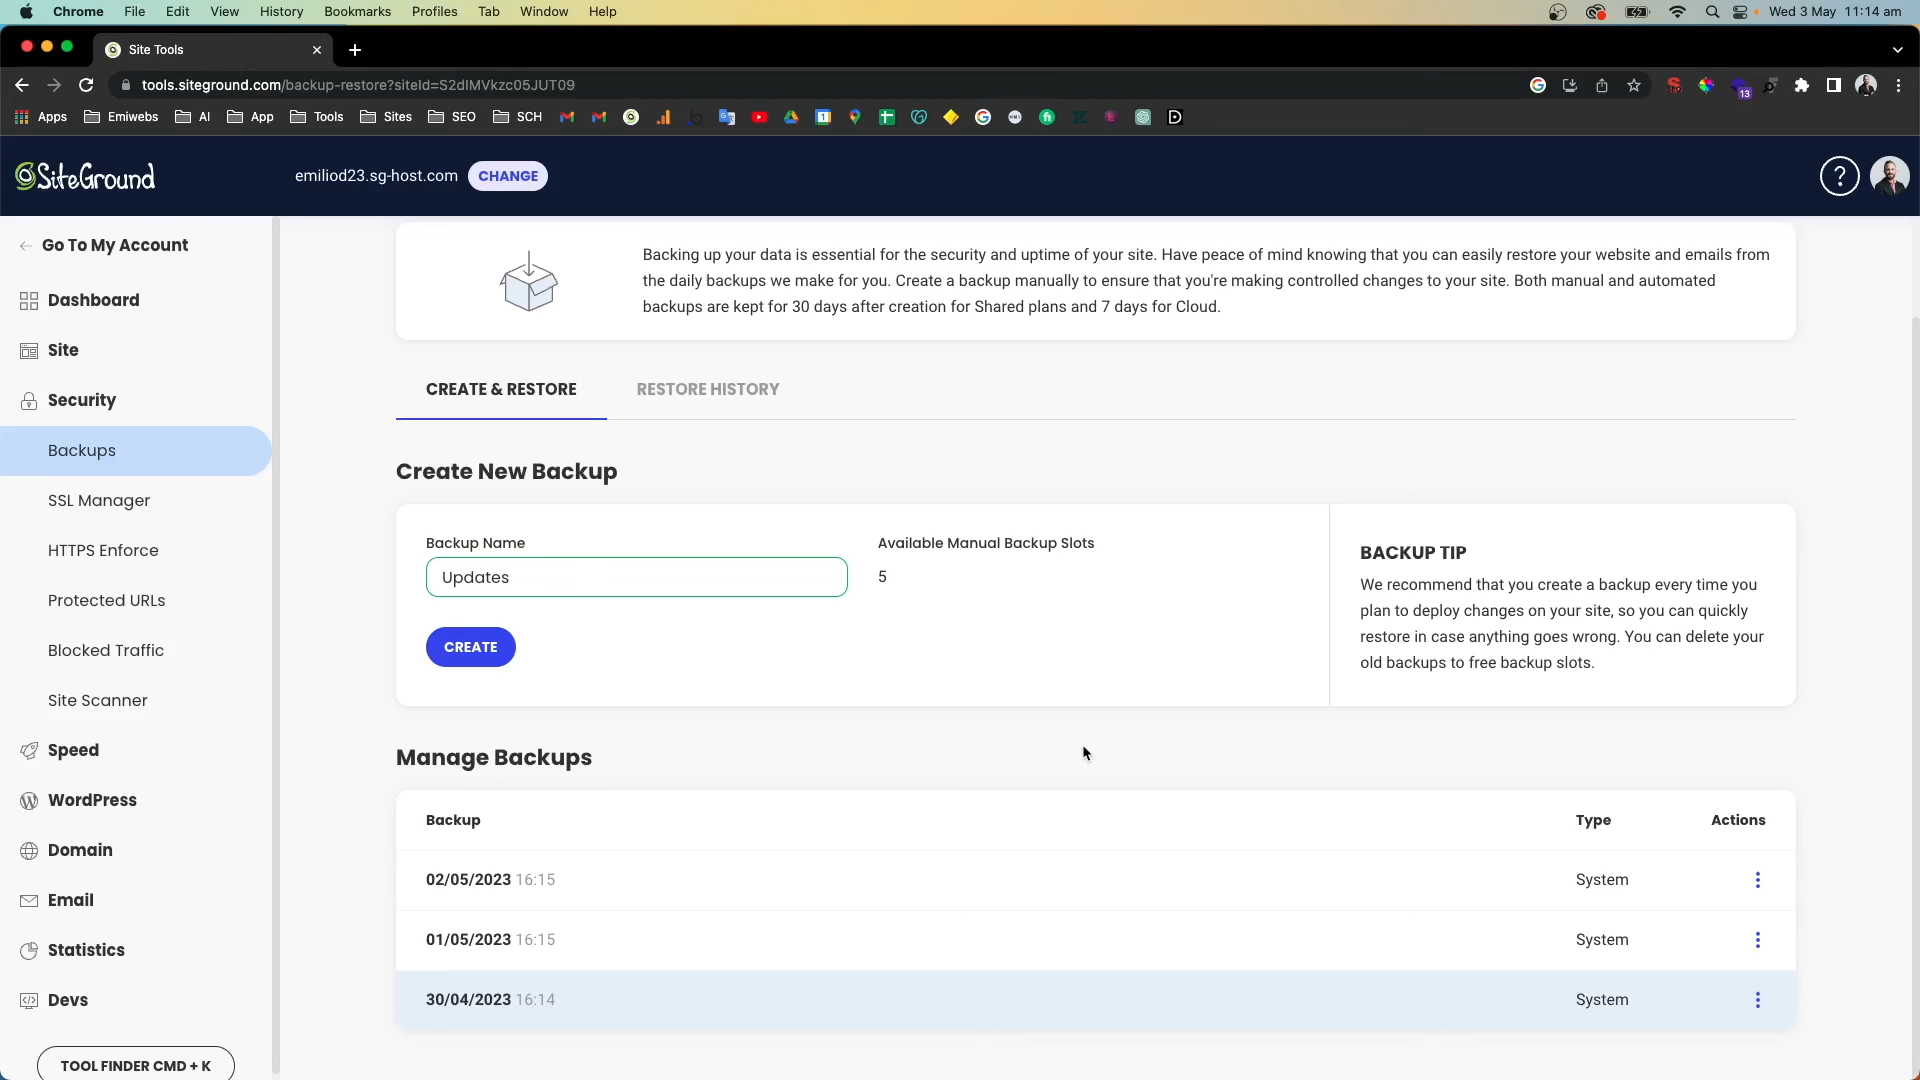 Chrome File Edit View History Bookmarks Profiles Tab Window Help Wed 3 May 11:14 am
Site Tools
tools.siteground.com/backup-restore?siteId=S2dIMVkzc05JUT09
13
Apps Emiwebs AI App Tools Sites SEO SCH
SiteGround
emiliod23.sg-host.com CHANGE
?
Go To My Account
Dashboard
Site
Security
Backups
SSL Manager
HTTPS Enforce
Protected URLs
Blocked Traffic
Site Scanner
Speed
WordPress
Domain
Email
Statistics
Devs
TOOL FINDER CMD + K
Backing up your data is essential for the security and uptime of your site. Have peace of mind knowing that you can easily restore your website and emails from
the daily backups we make for you. Create a backup manually to ensure that you're making controlled changes to your site. Both manual and automated
backups are kept for 30 days after creation for Shared plans and 7 days for Cloud.
CREATE & RESTORE RESTORE HISTORY
Create New Backup
Backup Name
Updates
CREATE
Available Manual Backup Slots
5
BACKUP TIP
We recommend that you create a backup every time you
plan to deploy changes on your site, so you can quickly
restore in case anything goes wrong. You can delete your
old backups to free backup slots.
Manage Backups
Backup Type Actions
02/05/2023 16:15 System
01/05/2023 16:15 System
30/04/2023 16:14 System